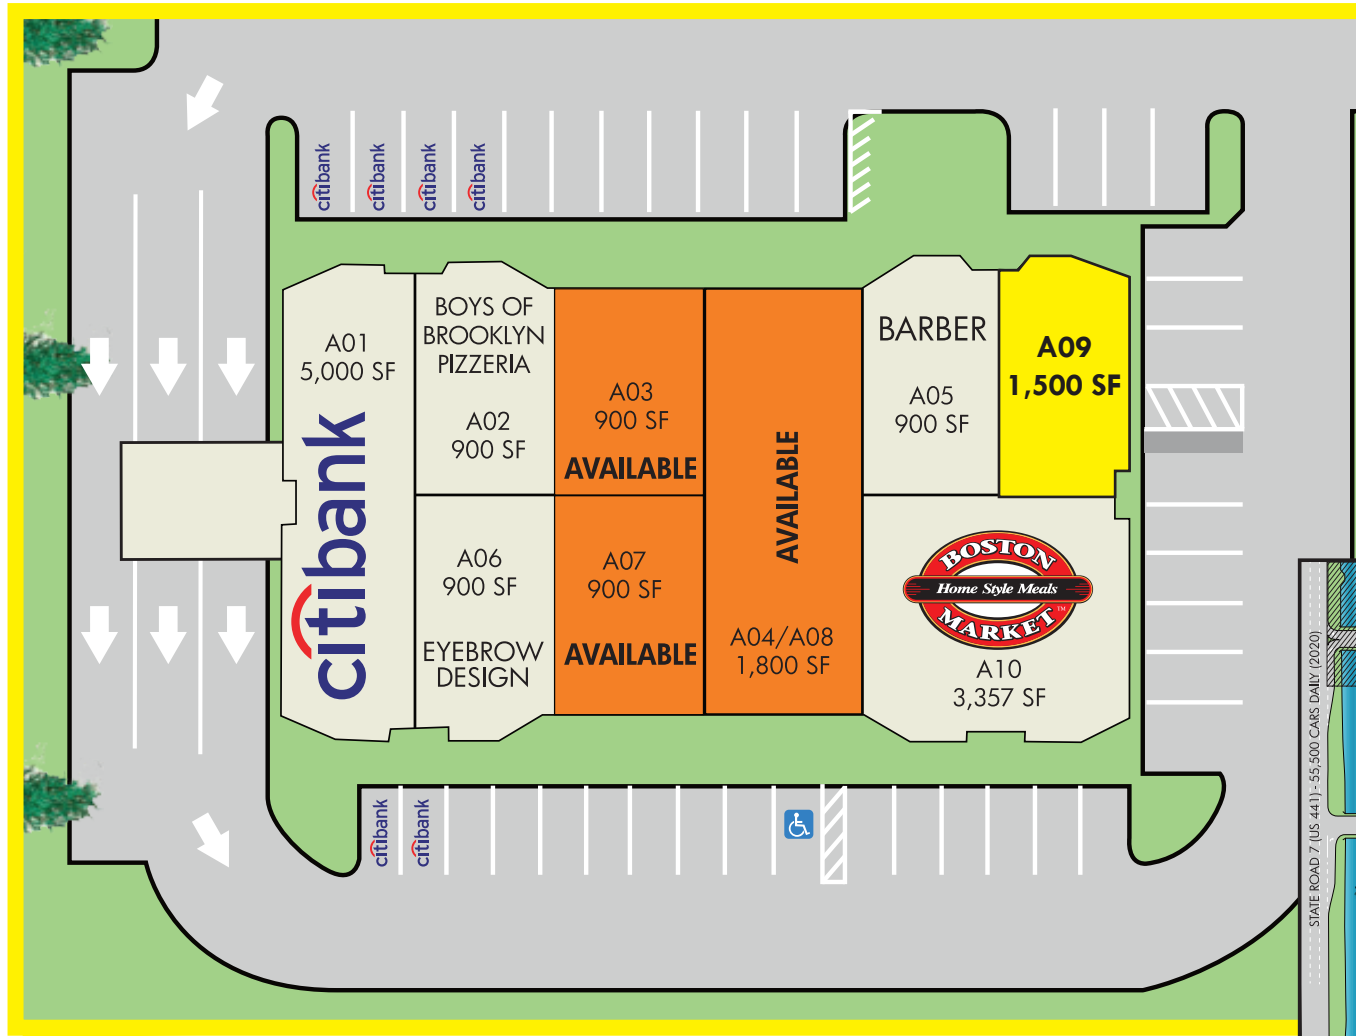 citibank
citibank
citibank
citibank
A01
5,000 SF
citibank
BOYS OF
BROOKLYN
PIZZERIA
A02
900 SF
A03
900 SF
AVAILABLE
AVAILABLE
A04/A08
1,800 SF
BARBER
A05
900 SF
A09
1,500 SF
A06
900 SF
EYEBROW
DESIGN
A07
900 SF
AVAILABLE
BOSTON
Home Style Meals
MARKET™
A10
3,357 SF
citibank
citibank
STATE ROAD 7 (US 441) - 55,500 CARS DAILY (2020)